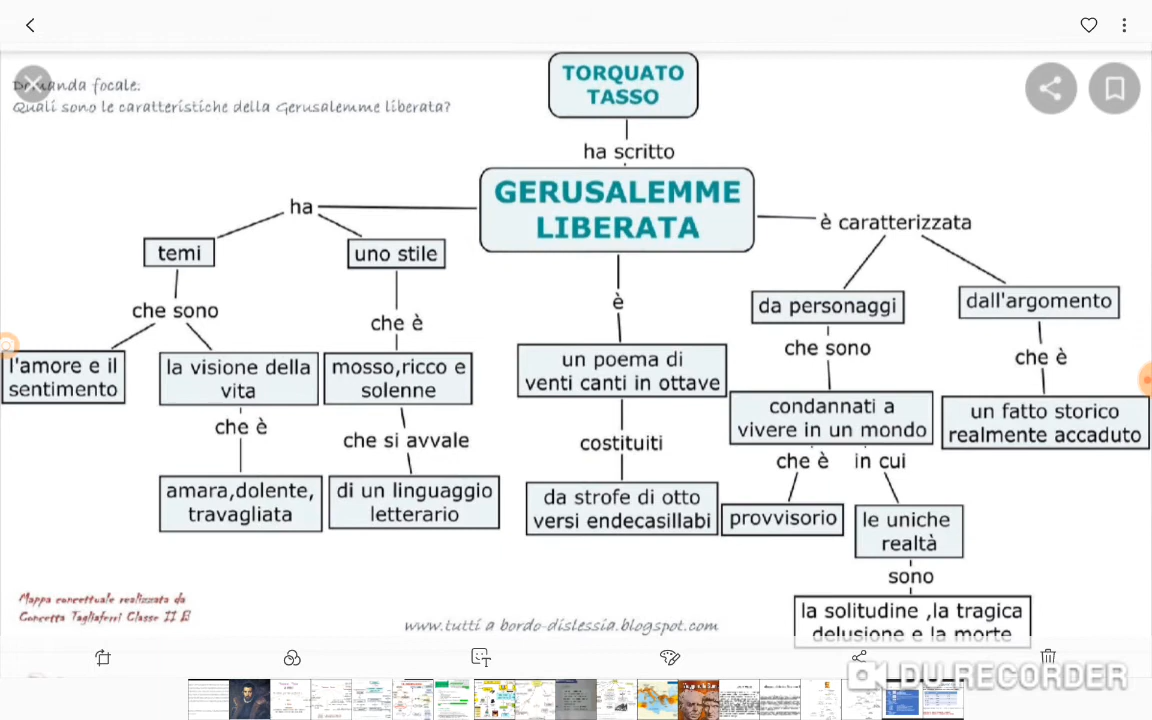 Domanda focale:
Quali sono le caratteristiche della Gerusalemme liberata?
TORQUATO
TASSO
ha scritto
GERUSALEMME
LIBERATA
ha
temi
che sono
l'amore e il
sentimento
la visione della
vita
che è
amara,dolente,
travagliata
uno stile
che è
mosso,ricco e
solenne
che si avvale
di un linguaggio
letterario
è
un poema di
venti canti in ottave
costituiti
da strofe di otto
versi endecasillabi
è caratterizzata
da personaggi
che sono
condannati a
vivere in un mondo
che è
provvisorio
in cui
le uniche
realtà
sono
la solitudine ,la tragica
delusione e la morte
dall'argomento
che è
un fatto storico
realmente accaduto
Mappa concettuale realizzata da
Concetta Tagliaferri Classe II E
www.tutti a bordo-dislessia.blogspot.com
DU RECORDER